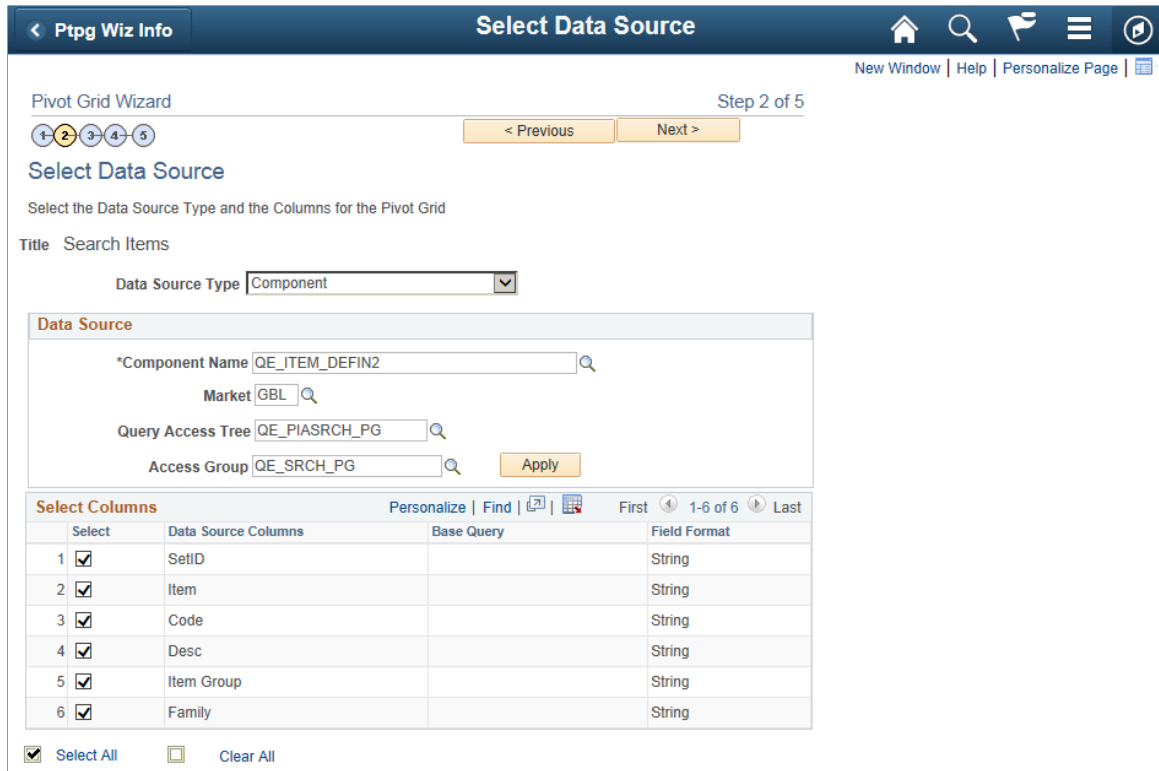 Ptpg Wiz Info Select Data Source
New Window | Help | Personalize Page |
Pivot Grid Wizard Step 2 of 5
1 2 3 4 5 < Previous Next >
Select Data Source
Select the Data Source Type and the Columns for the Pivot Grid
Title Search Items
Data Source Type Component
Data Source
*Component Name QE_ITEM_DEFIN2
Market GBL
Query Access Tree QE_PIASRCH_PG
Access Group QE_SRCH_PG Apply
Select Columns Personalize | Find | | First 1-6 of 6 Last
Select Data Source Columns Base Query Field Format
1 SetID String
2 Item String
3 Code String
4 Desc String
5 Item Group String
6 Family String
Select All Clear All